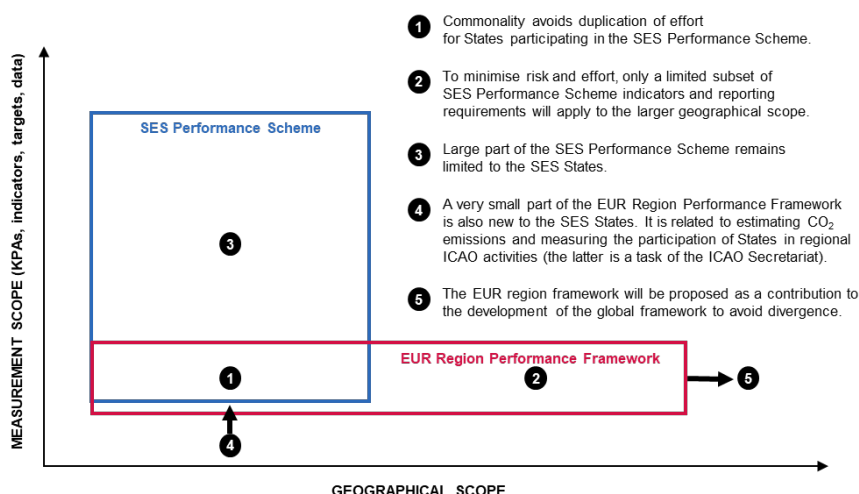 1 Commonality avoids duplication of effort
for States participating in the SES Performance Scheme.
2 To minimise risk and effort, only a limited subset of
SES Performance Scheme indicators and reporting
requirements will apply to the larger geographical scope.
3 Large part of the SES Performance Scheme remains
limited to the SES States.
4 A very small part of the EUR Region Performance Framework
is also new to the SES States. It is related to estimating CO₂
emissions and measuring the participation of States in regional
ICAO activities (the latter is a task of the ICAO Secretariat).
5 The EUR region framework will be proposed as a contribution to
the development of the global framework to avoid divergence.
MEASUREMENT SCOPE (KPAs, indicators, targets, data)
SES Performance Scheme
3
EUR Region Performance Framework
1
2
5
4
GEOGRAPHICAL SCOPE